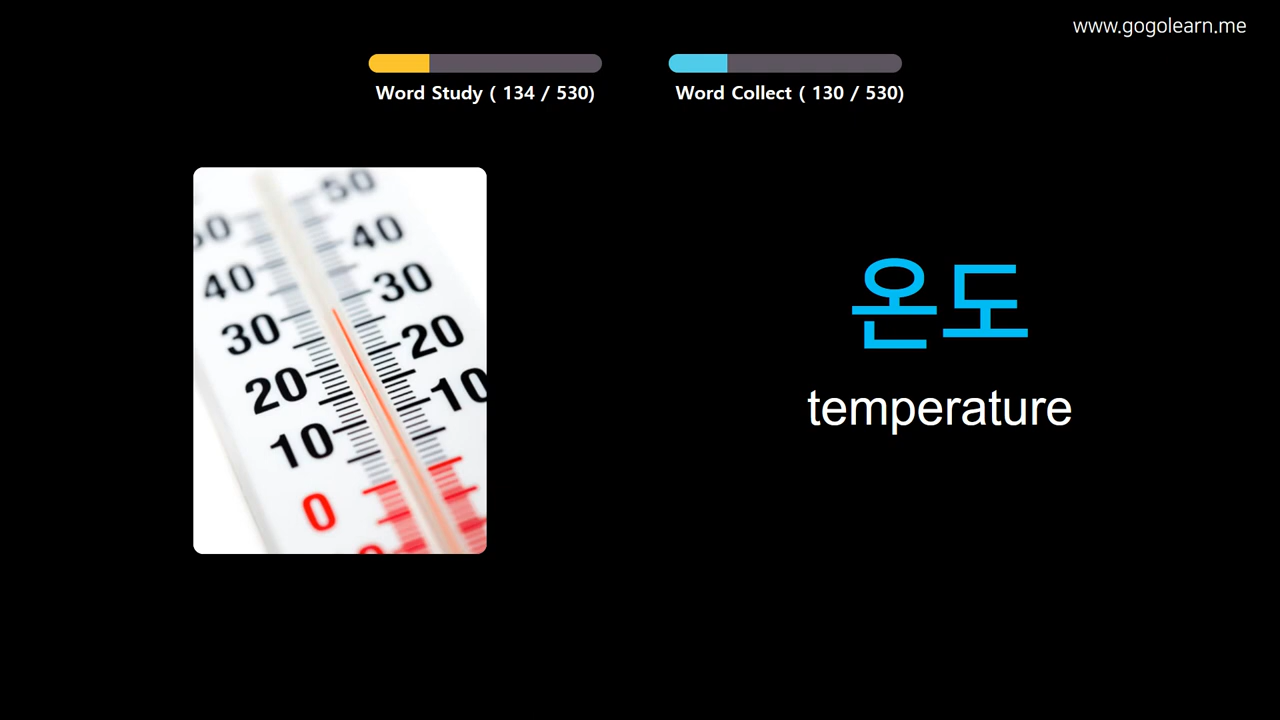 www.gogolearn.me
Word Study ( 134 / 530)
Word Collect ( 130 / 530)
50
50
40
40
30
30
20
20
10
10
0
온도
temperature